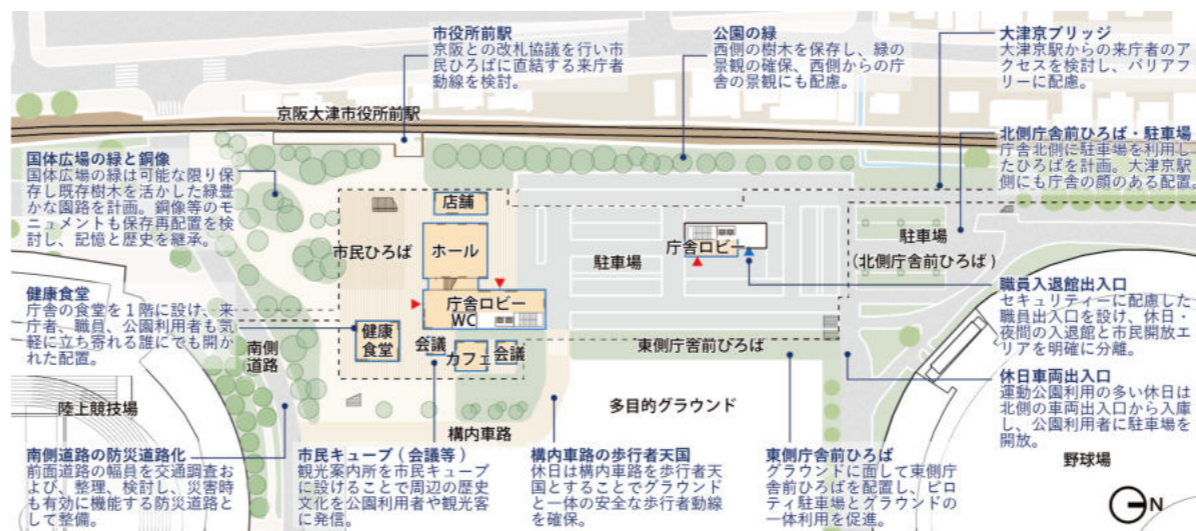 市役所前駅
京阪との改札協議を行い市
民ひろばに直結する来庁者
動線を検討。
公園の緑
西側の樹木を保存し、緑の
景観の確保、西側からの庁
舎の景観にも配慮。
大津京ブリッジ
大津京駅からの来庁者のア
クセスを検討し、バリアフ
リーに配慮。
京阪大津市役所前駅
国体広場の緑と銅像
国体広場の緑は可能な限り保
存し既存樹木を活かした緑豊
かな園路を計画。銅像等のモ
ニュメントも保存再配置を検
討し、記憶と歴史を継承。
北側庁舎前ひろば・駐車場
庁舎北側に駐車場を利用し
たひろばを計画。大津京駅
側にも庁舎の顔のある配置。
店舗
市民ひろば
ホール
駐車場
庁舎ロビー
駐車場
(北側庁舎前ひろば)
健康食堂
庁舎の食堂を1階に設け、来
庁者、職員、公園利用者も気
軽に立ち寄れる誰にでも開か
れた配置。
庁舎ロビー
WC
健康
食堂
会議
カフェ
会議
南側
道路
東側庁舎前ひろば
職員入退館出入口
セキュリティーに配慮した
職員出入口を設け、休日・
夜間の入退館と市民開放エ
リアを明確に分離。
陸上競技場
構内車路
多目的グラウンド
休日車両出入口
運動公園利用の多い休日は
北側の車両出入口から入庫
し、公園利用者に駐車場を
開放。
野球場
南側道路の防災道路化
前面道路の幅員を交通調査お
よび、整理、検討し、災害時
も有効に機能する防災道路と
して整備。
市民キューブ(会議等)
観光案内所を市民キューブ
に設けることで周辺の歴史
文化を公園利用者や観光客
に発信。
構内車路の歩行者天国
休日は構内車路を歩行者天
国とすることでグラウンド
と一体の安全な歩行者動線
を確保。
東側庁舎前ひろば
グラウンドに面して東側庁
舎前ひろばを配置し、ピロ
ティ駐車場とグラウンドの
一体利用を促進。
N